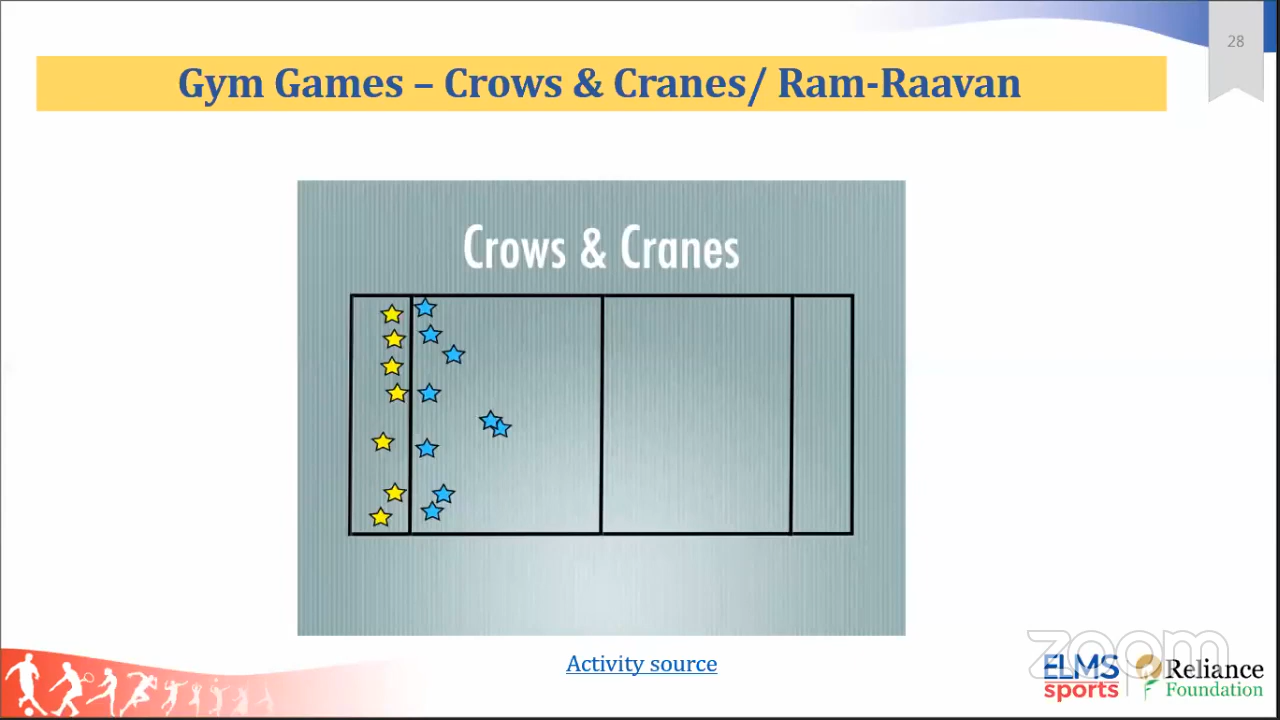 28
Gym Games – Crows & Cranes/ Ram-Raavan
Crows & Cranes
Activity source
zoom
ELMS
sports
Reliance
Foundation